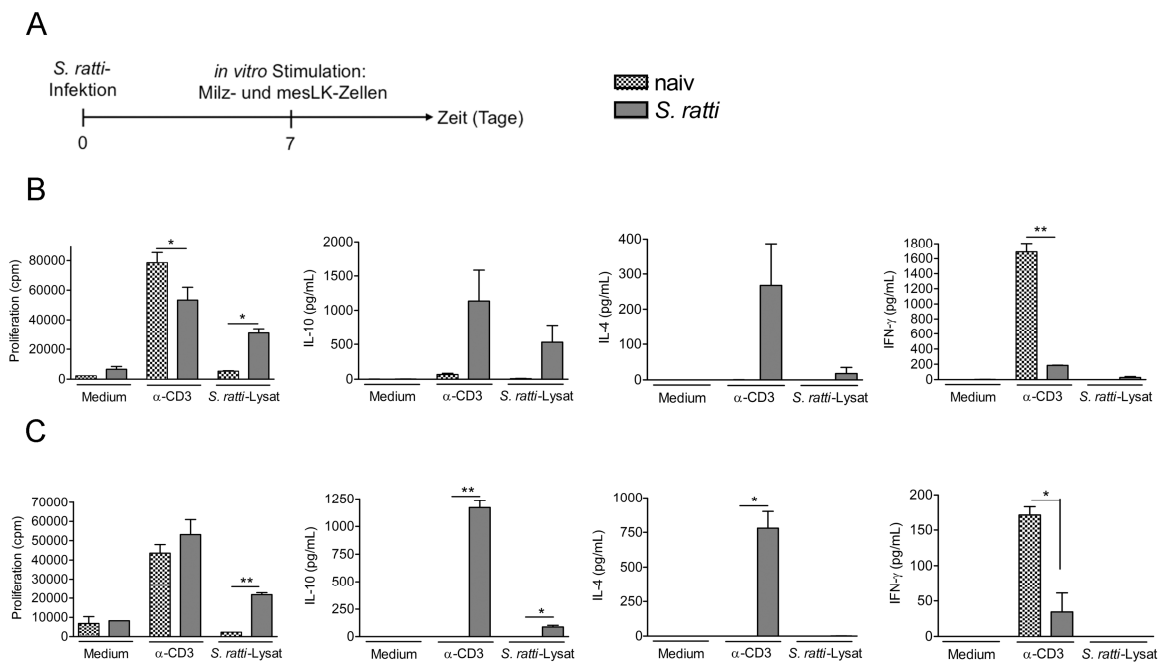 A
S. ratti-
Infektion
in vitro Stimulation:
Milz- und mesLK-Zellen
Zeit (Tage)
0
7
naiv
S. ratti
B
Proliferation (cpm)
80000
60000
40000
20000
0
*
*
Medium
α-CD3
S. ratti-Lysat
IL-10 (pg/mL)
2000
1500
1000
500
0
Medium
α-CD3
S. ratti-Lysat
IL-4 (pg/mL)
400
300
200
100
0
Medium
α-CD3
S. ratti-Lysat
IFN-γ (pg/mL)
1800
1600
1400
1200
1000
800
600
400
200
0
**
Medium
α-CD3
S. ratti-Lysat
C
Proliferation (cpm)
70000
60000
50000
40000
30000
20000
10000
0
**
Medium
α-CD3
S. ratti-Lysat
IL-10 (pg/mL)
1250
1000
750
500
250
0
**
*
Medium
α-CD3
S. ratti-Lysat
IL-4 (pg/mL)
1000
750
500
250
0
*
Medium
α-CD3
S. ratti-Lysat
IFN-γ (pg/mL)
200
150
100
50
0
*
Medium
α-CD3
S. ratti-Lysat